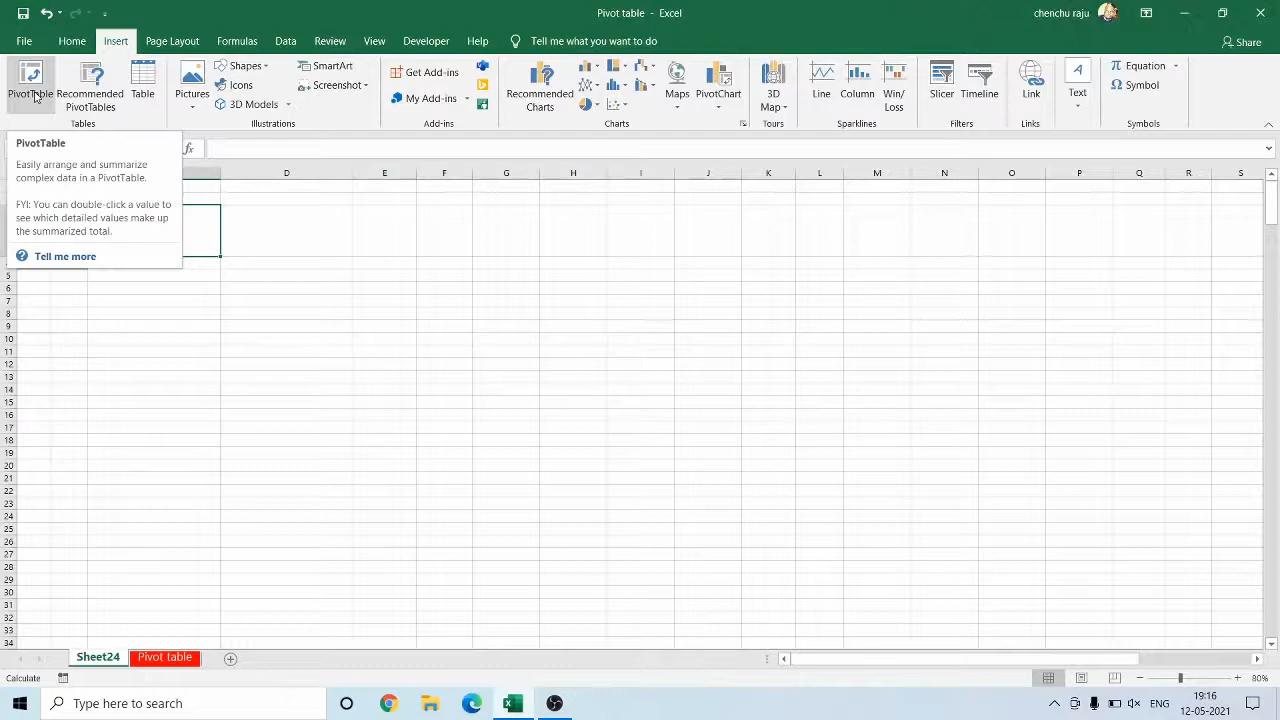 Pivot table - Excel
chenchu raju
File Home Insert Page Layout Formulas Data Review View Developer Help Tell me what you want to do
Share
PivotTable
Recommended
PivotTables
Table
Tables
Pictures
Shapes
Icons
3D Models
SmartArt
Screenshot
Illustrations
Get Add-ins
My Add-ins
Add-ins
Recommended
Charts
Maps
PivotChart
Charts
3D
Map
Tours
Line
Column
Win/
Loss
Sparklines
Slicer
Timeline
Filters
Link
Links
Text
Equation
Symbol
Symbols
fx
PivotTable
Easily arrange and summarize
complex data in a PivotTable.
FYI: You can double-click a value to
see which detailed values make up
the summarized total.
Tell me more
D E F G H I J K L M N O P Q R S
5
6
7
8
9
10
11
12
13
14
15
16
17
18
19
20
21
22
23
24
25
26
27
28
29
30
31
32
33
34
Sheet24 Pivot table
Calculate
80%
Type here to search
ENG
19:16
12-05-2021